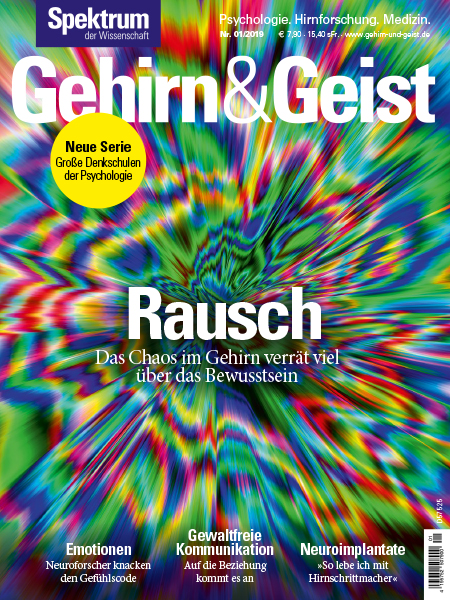 Spektrum
der Wissenschaft
Psychologie. Hirnforschung. Medizin.
Nr. 01/2019 € 7,90 · 15,40 sFr. · www.gehirn-und-geist.de
Gehirn&Geist
Neue Serie
Große Denkschulen
der Psychologie
Rausch
Das Chaos im Gehirn verrät viel
über das Bewusstsein
Emotionen
Neuroforscher knacken
den Gefühlscode
Gewaltfreie
Kommunikation
Auf die Beziehung
kommt es an
Neuroimplantate
»So lebe ich mit
Hirnschrittmacher«
D57525
01